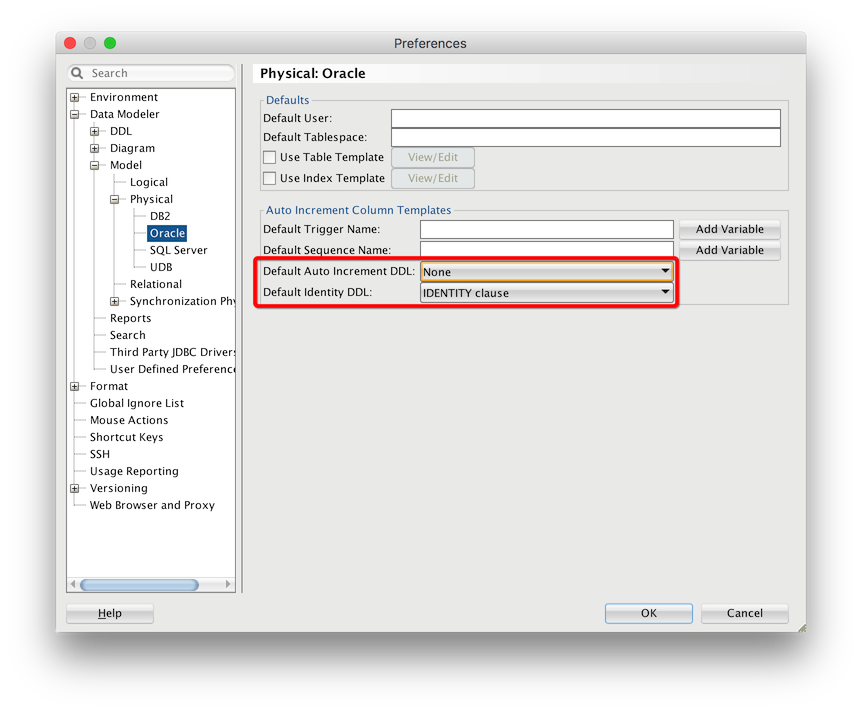 Preferences
Search
Environment
Data Modeler
DDL
Diagram
Model
Logical
Physical
DB2
Oracle
SQL Server
UDB
Relational
Synchronization Phy
Reports
Search
Third Party JDBC Drivers
User Defined Preference
Format
Global Ignore List
Mouse Actions
Shortcut Keys
SSH
Usage Reporting
Versioning
Web Browser and Proxy
Physical: Oracle
Defaults
Default User:
Default Tablespace:
Use Table Template View/Edit
Use Index Template View/Edit
Auto Increment Column Templates
Default Trigger Name: Add Variable
Default Sequence Name: Add Variable
Default Auto Increment DDL: None
Default Identity DDL: IDENTITY clause
Help OK Cancel